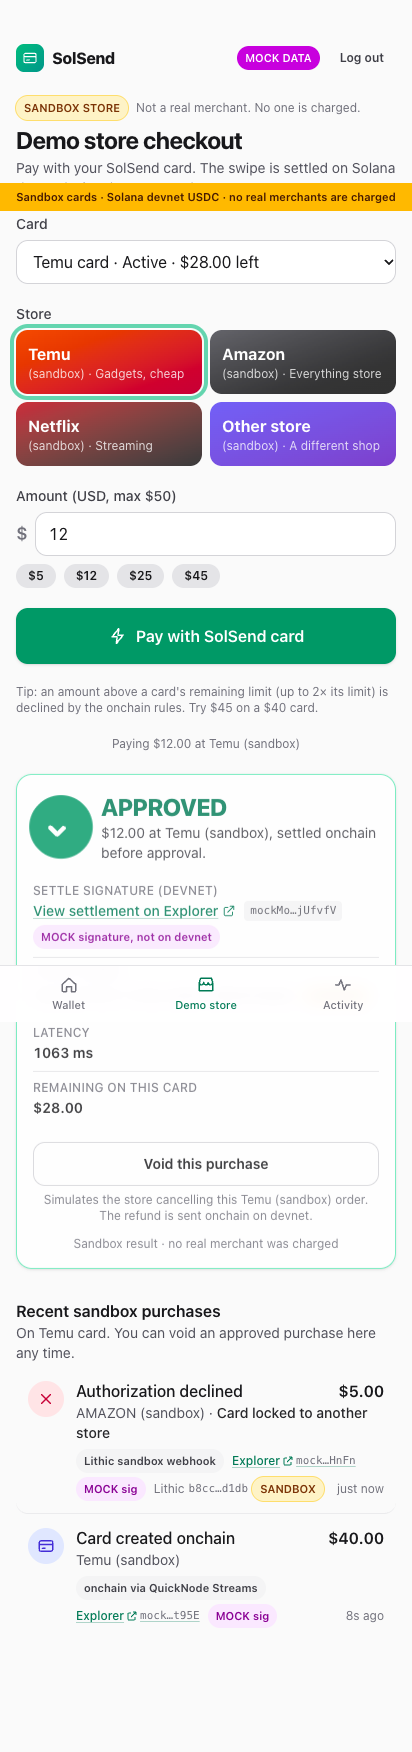 SolSend
MOCK DATA
Log out
SANDBOX STORE
Not a real merchant. No one is charged.
Demo store checkout
Pay with your SolSend card. The swipe is settled on Solana
Sandbox cards · Solana devnet USDC · no real merchants are charged
Card
Temu card · Active · $28.00 left
Store
Temu
(sandbox) · Gadgets, cheap
Amazon
(sandbox) · Everything store
Netflix
(sandbox) · Streaming
Other store
(sandbox) · A different shop
Amount (USD, max $50)
$ 12
$5
$12
$25
$45
Pay with SolSend card
Tip: an amount above a card's remaining limit (up to 2× its limit) is
declined by the onchain rules. Try $45 on a $40 card.
Paying $12.00 at Temu (sandbox)
APPROVED
$12.00 at Temu (sandbox), settled onchain
before approval.
SETTLE SIGNATURE (DEVNET)
View settlement on Explorer
mockMo…jUfvfV
MOCK signature, not on devnet
Wallet
Demo store
Activity
LATENCY
1063 ms
REMAINING ON THIS CARD
$28.00
Void this purchase
Simulates the store cancelling this Temu (sandbox) order.
The refund is sent onchain on devnet.
Sandbox result · no real merchant was charged
Recent sandbox purchases
On Temu card. You can void an approved purchase here
any time.
Authorization declined
$5.00
AMAZON (sandbox) · Card locked to another
store
Lithic sandbox webhook
Explorer
mock…HnFn
MOCK sig
Lithic b8cc…d1db
SANDBOX
just now
Card created onchain
$40.00
Temu (sandbox)
onchain via QuickNode Streams
Explorer
mock…t95E
MOCK sig
8s ago